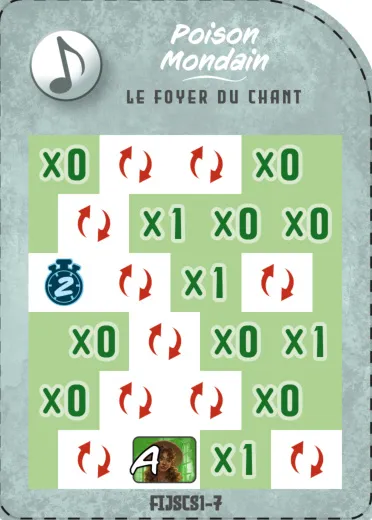 Poison
Mondain
LE FOYER DU CHANT
X0 X0
X1 X0 X0
2 X1
X0 X0 X1
X0 X0
A X1
FIJSCS1-7